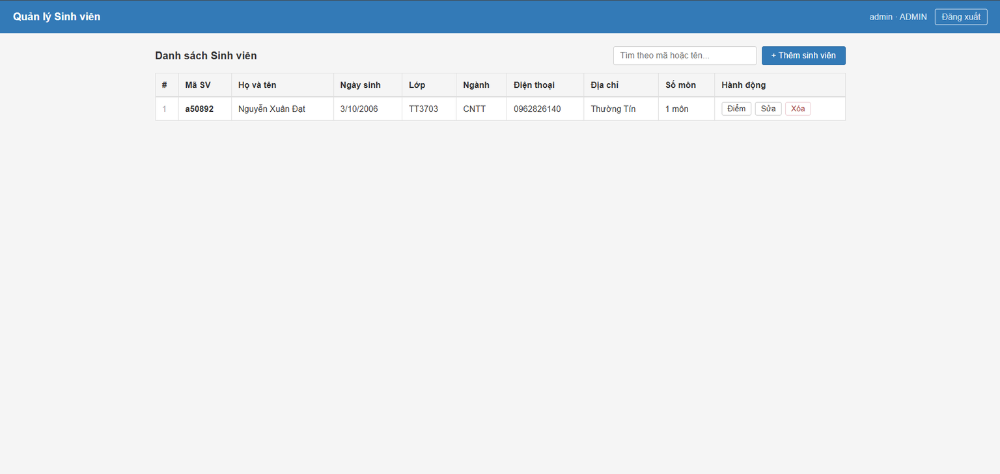 Quản lý Sinh viên
admin · ADMIN Đăng xuất
Danh sách Sinh viên
Tìm theo mã hoặc tên...
+ Thêm sinh viên
# Mã SV Họ và tên Ngày sinh Lớp Ngành Điện thoại Địa chỉ Số môn Hành động
1 a50892 Nguyễn Xuân Đạt 3/10/2006 TT3703 CNTT 0962826140 Thường Tín 1 môn Điểm Sửa Xóa